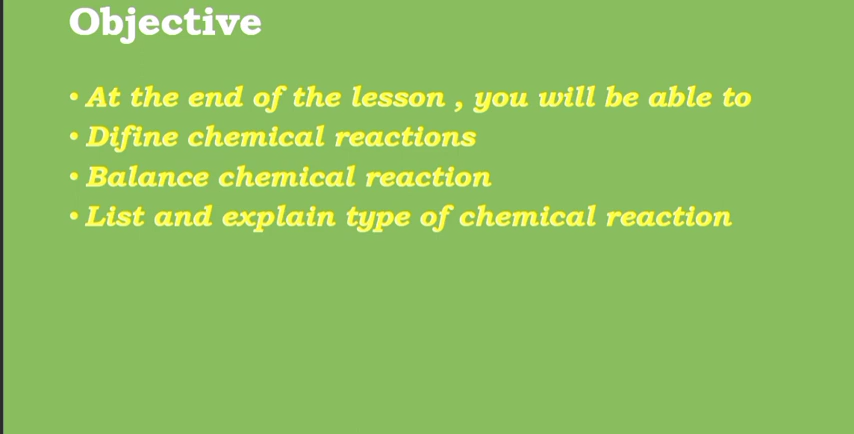 Objective
• At the end of the lesson , you will be able to
• Difine chemical reactions
• Balance chemical reaction
• List and explain type of chemical reaction